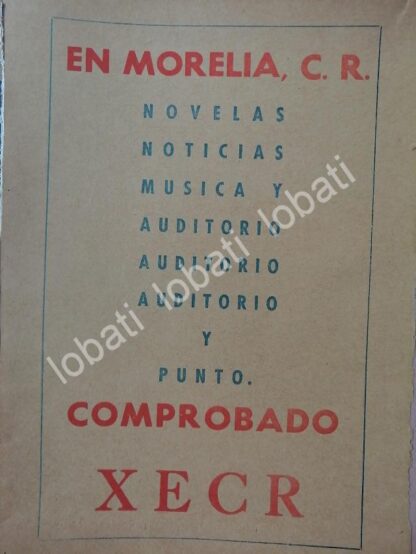 EN MORELIA, C. R.
NOVELAS
NOTICIAS
MUSICA Y
AUDITORIO
AUDITORIO
AUDITORIO
Y
PUNTO.
COMPROBADO
XECR
lobati lobati lobati